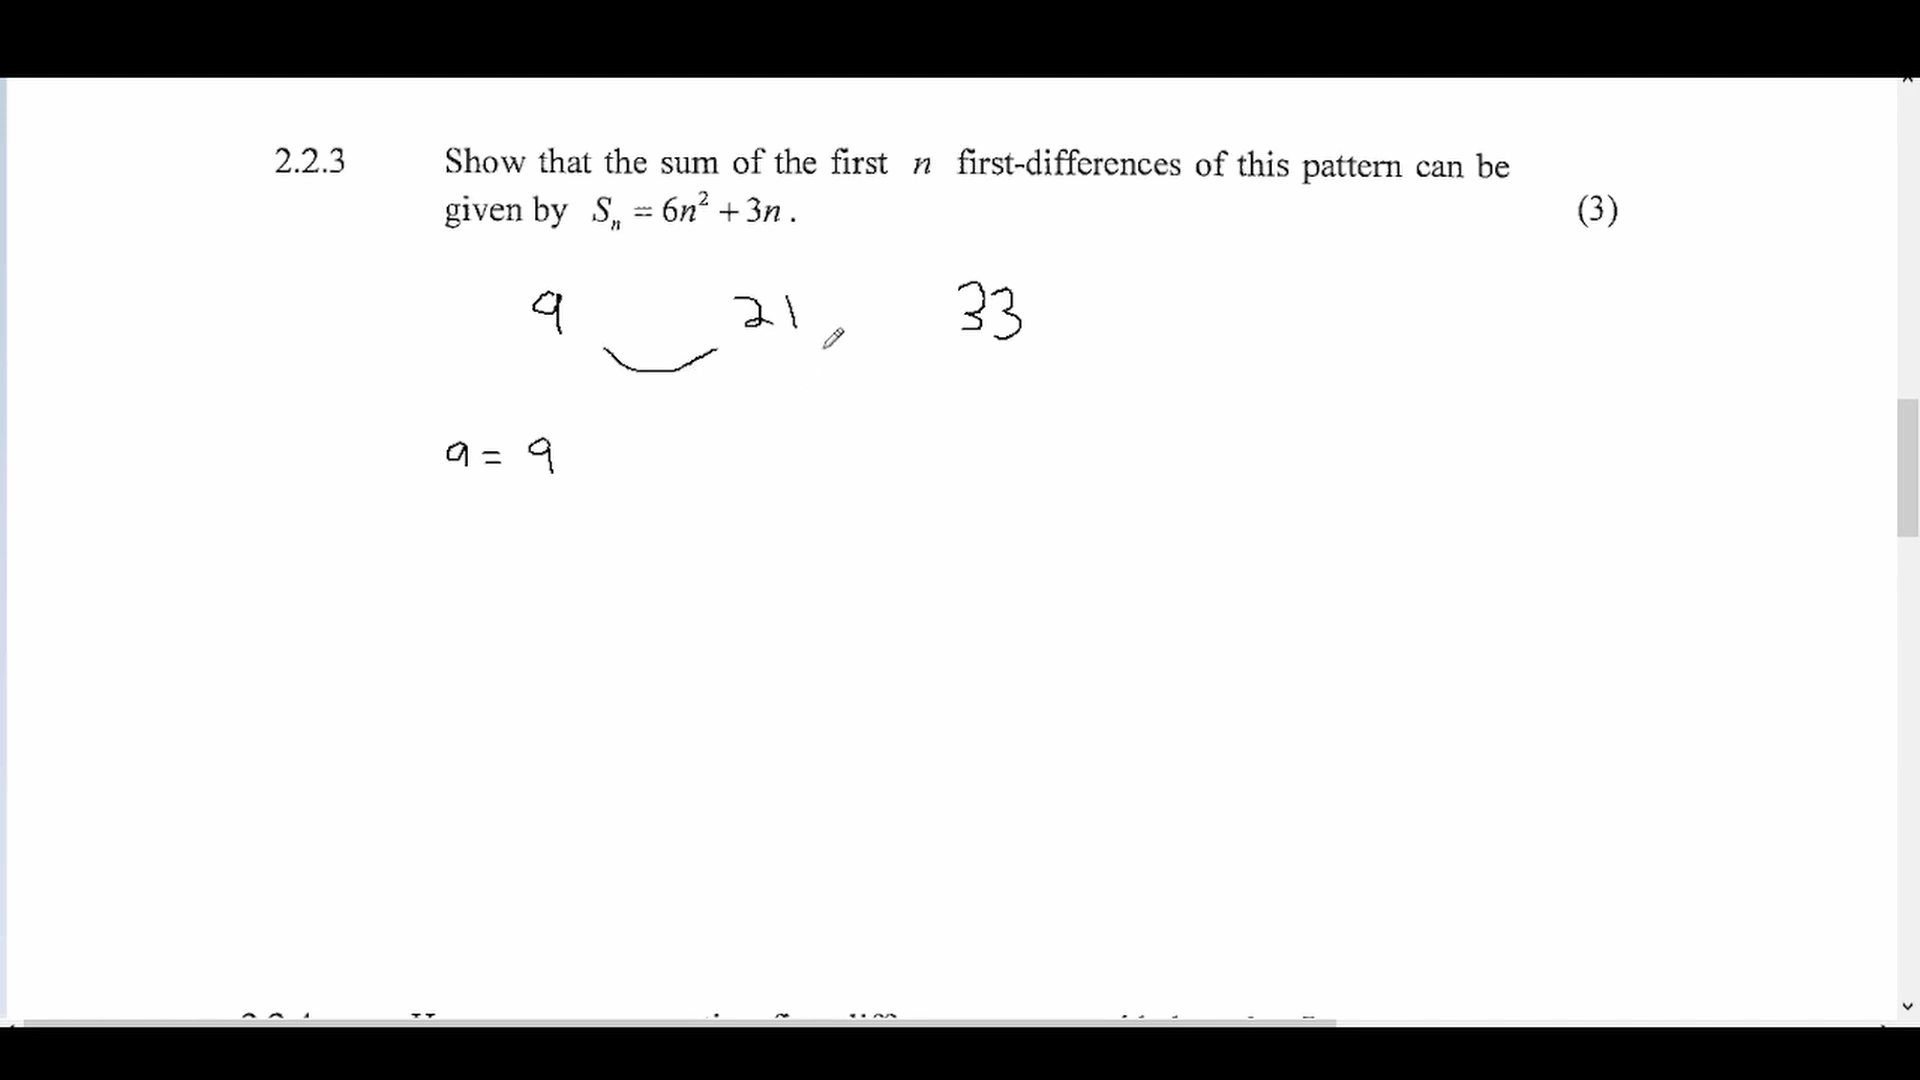 2.2.3 Show that the sum of the first n first-differences of this pattern can be
given by Sₙ = 6n² + 3n. (3)
9 21 33
a = 9